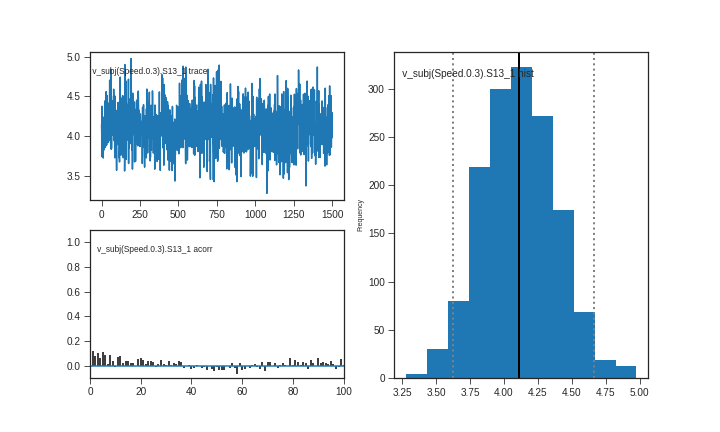 5.0
4.5
4.0
3.5
v_subj(Speed.0.3).S13_1 trace
0 250 500 750 1000 1250 1500
1.0
0.8
0.6
0.4
0.2
0.0
v_subj(Speed.0.3).S13_1 acorr
0 20 40 60 80 100
Frequency
300
250
200
150
100
50
0
v_subj(Speed.0.3).S13_1 hist
3.25 3.50 3.75 4.00 4.25 4.50 4.75 5.00